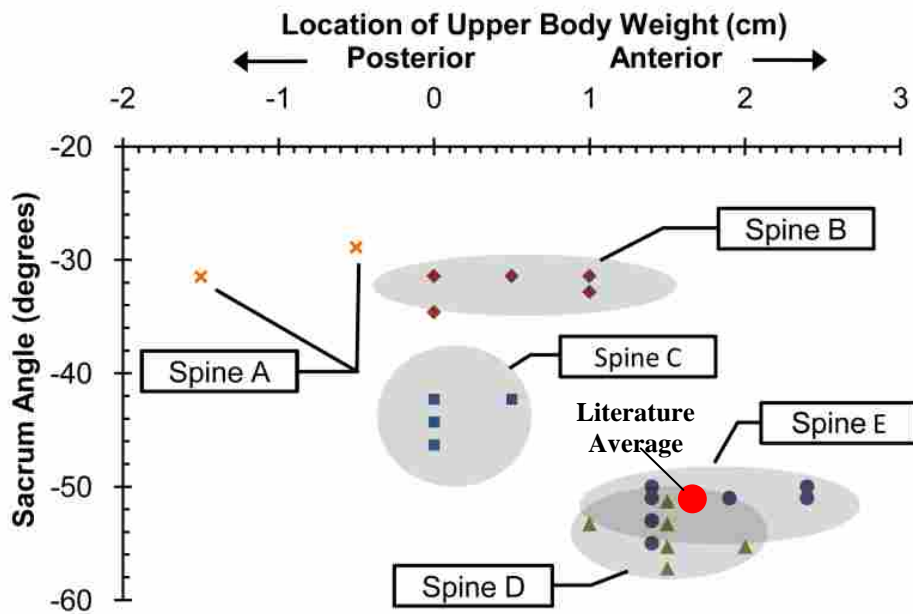 Location of Upper Body Weight (cm)
Posterior Anterior
-2 -1 0 1 2 3
-20
Spine B
-30
Spine A
Spine C
-40
Literature
Average
Spine E
-50
Spine D
-60
Sacrum Angle (degrees)